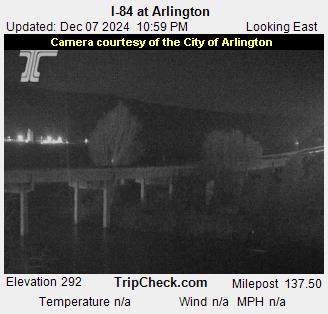 I-84 at Arlington
Updated: Dec 07 2024 10:59 PM Looking East
Camera courtesy of the City of Arlington
Elevation 292 TripCheck.com Milepost 137.50
Temperature n/a Wind n/a MPH n/a